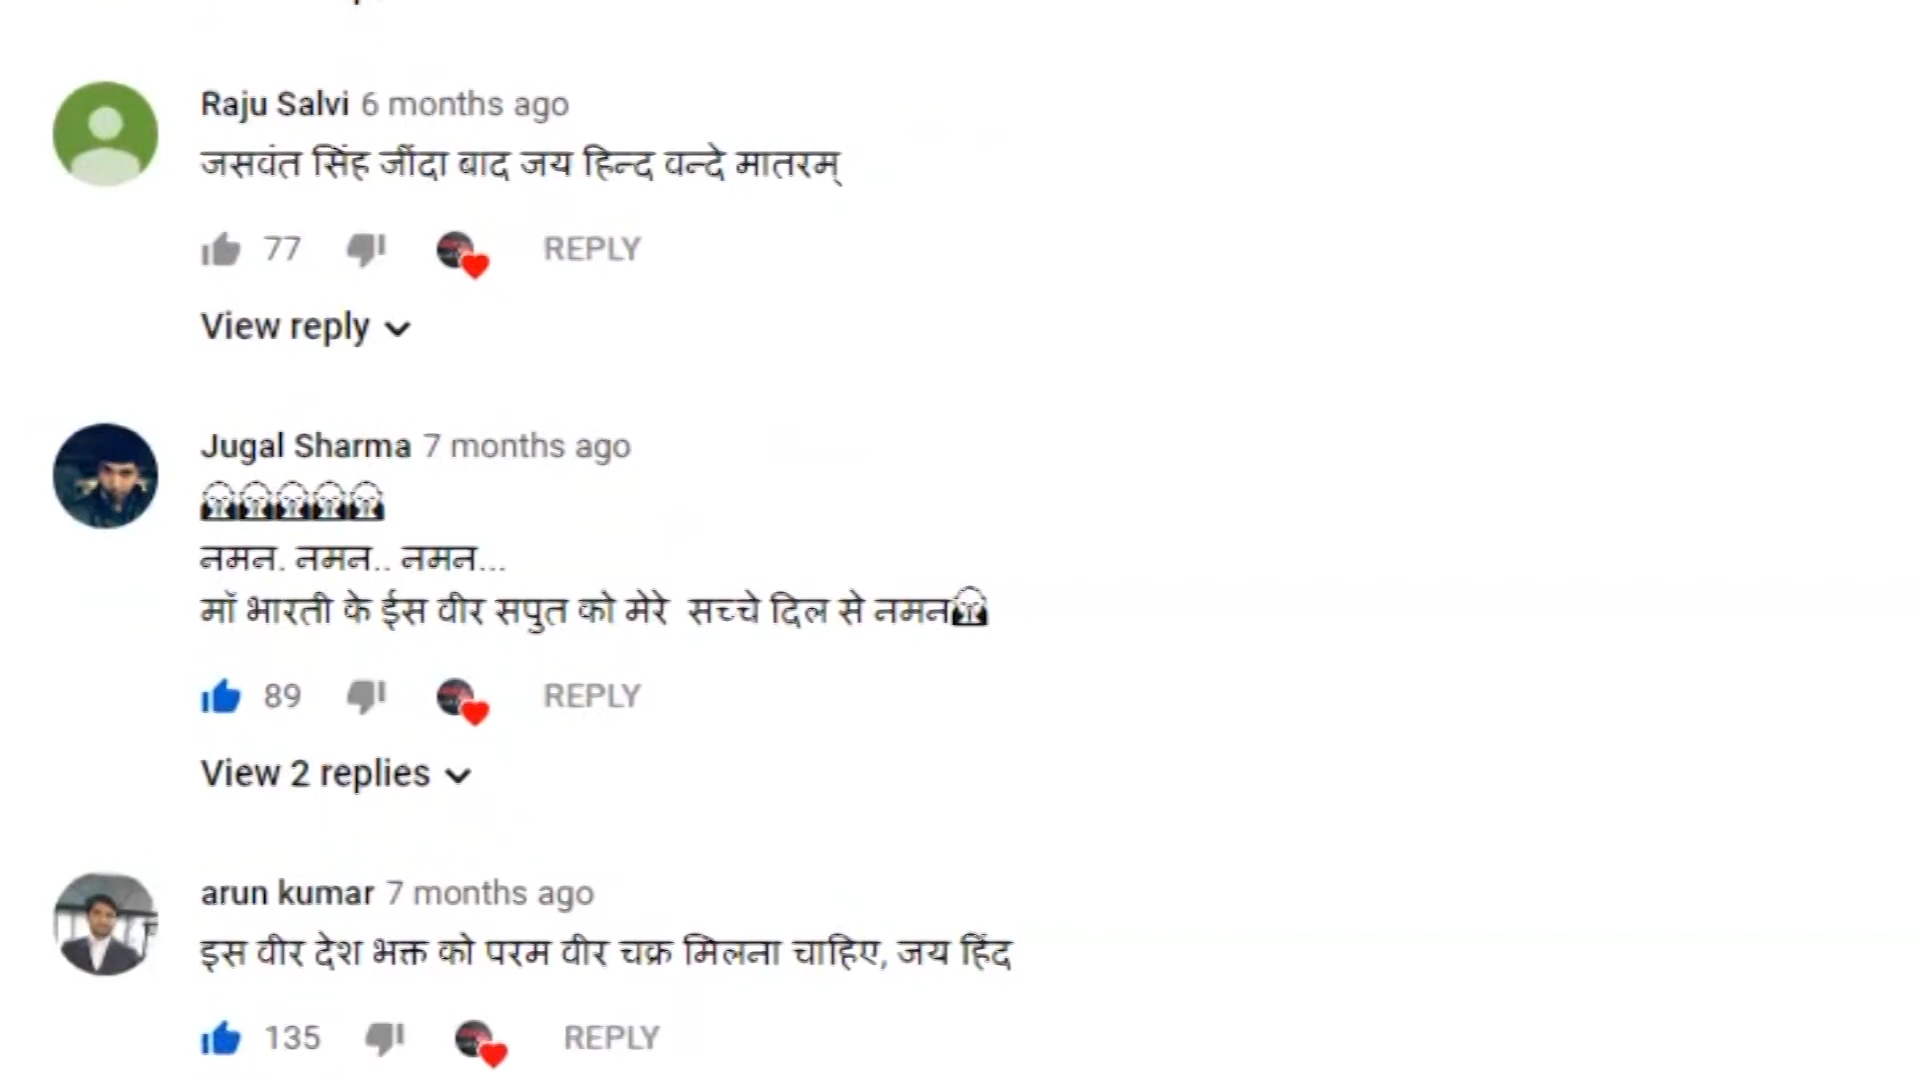 Raju Salvi 6 months ago
जसवंत सिंह जींदा बाद जय हिन्द वन्दे मातरम्
77 REPLY
View reply
Jugal Sharma 7 months ago
नमन. नमन.. नमन...
मॉ भारती के ईस वीर सपुत को मेरे सच्चे दिल से नमन
89 REPLY
View 2 replies
arun kumar 7 months ago
इस वीर देश भक्त को परम वीर चक्र मिलना चाहिए, जय हिंद
135 REPLY